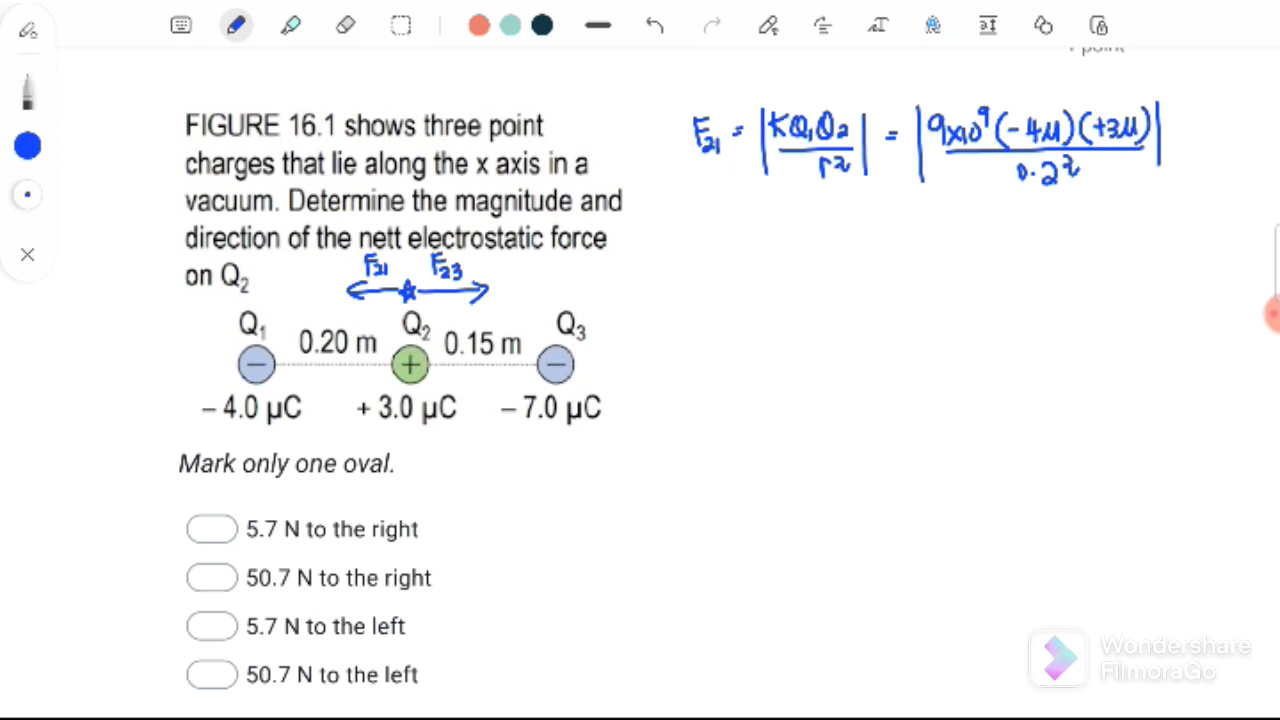 1 point
FIGURE 16.1 shows three point
charges that lie along the x axis in a
vacuum. Determine the magnitude and
direction of the nett electrostatic force
on Q₂
F₂₁ F₂₃
Q₁ 0.20 m Q₂ 0.15 m Q₃
− + −
– 4.0 µC + 3.0 µC – 7.0 µC
Mark only one oval.
5.7 N to the right
50.7 N to the right
5.7 N to the left
50.7 N to the left
F₂₁ = |KQ₁Q₂ / r²| = |9x10⁹(-4µ)(+3µ) / 0.2²|
Wondershare
FilmoraGo